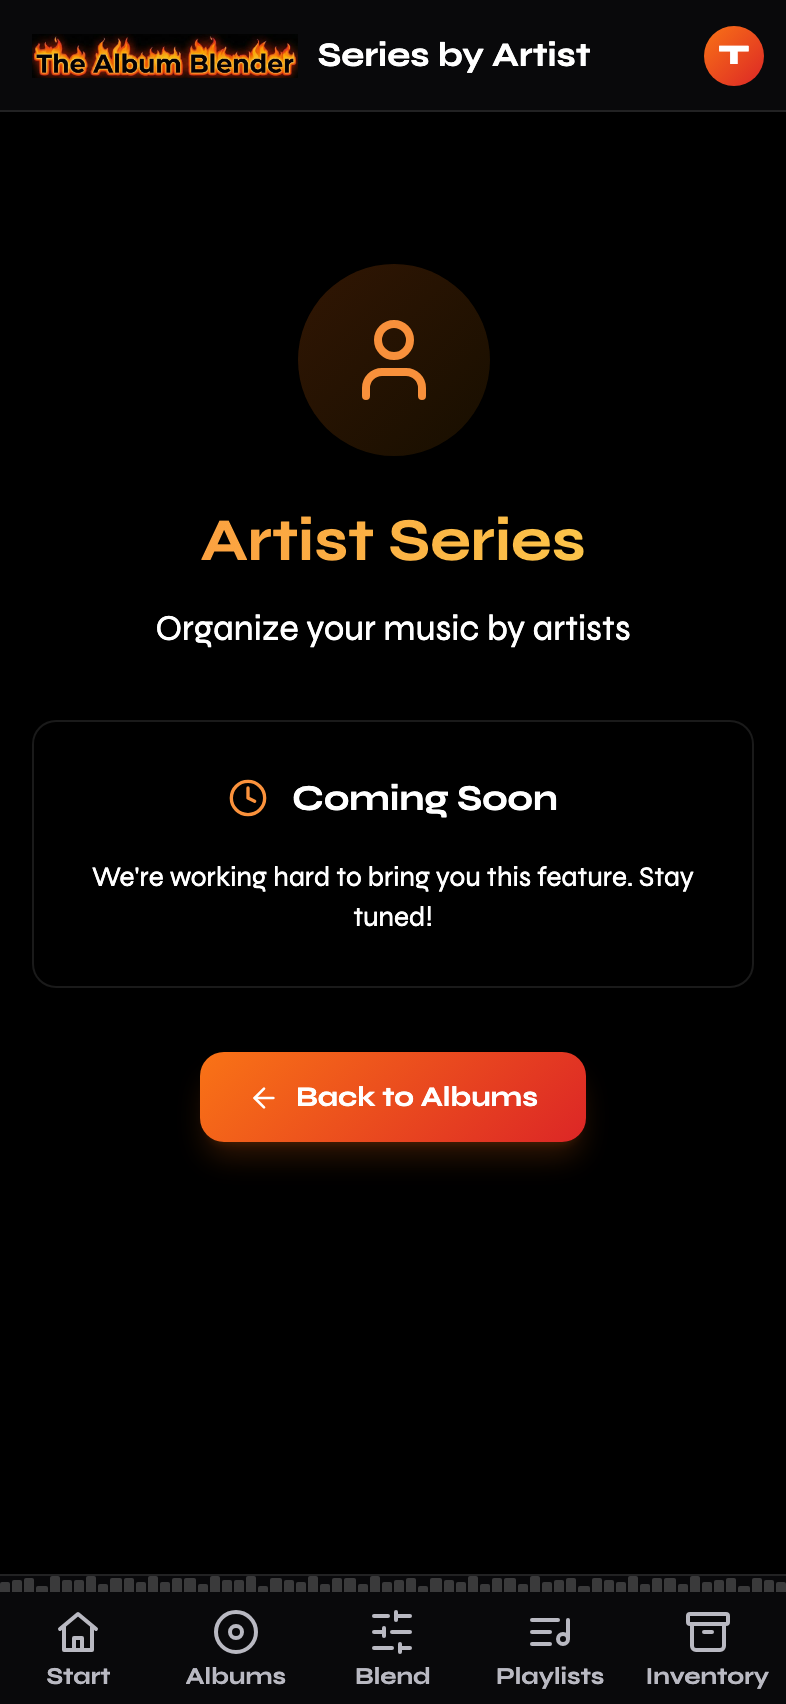 The Album Blender
Series by Artist
T
Artist Series
Organize your music by artists
Coming Soon
We're working hard to bring you this feature. Stay
tuned!
Back to Albums
Start
Albums
Blend
Playlists
Inventory